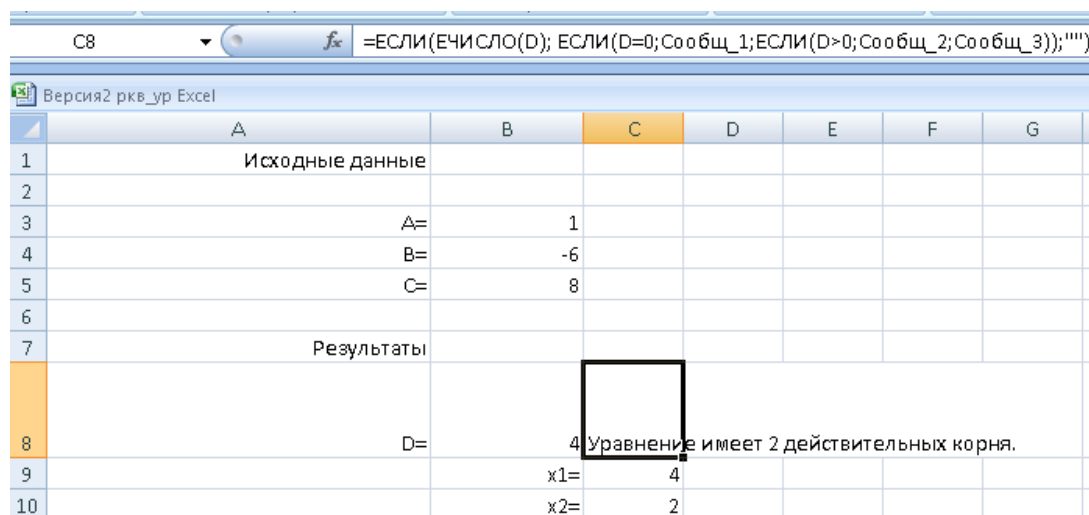 C8 fx =ЕСЛИ(ЕЧИСЛО(D); ЕСЛИ(D=0;Сообщ_1;ЕСЛИ(D>0;Сообщ_2;Сообщ_3));"")
Версия2 ркв_ур Excel
A B C D E F G
1 Исходные данные
2
3 A= 1
4 B= -6
5 C= 8
6
7 Результаты
8 D= 4 Уравнение имеет 2 действительных корня.
9 x1= 4
10 x2= 2